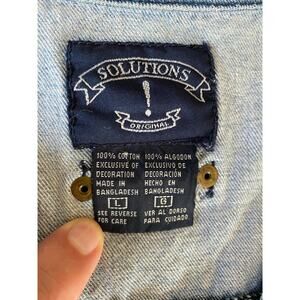 SOLUTIONS
!
ORIGINAL
100% COTTON 100% ALGODON
EXCLUSIVE OF EXCLUSIVO DE
DECORATION DECORACIÓN
MADE IN HECHO EN
BANGLADESH BANGLADESH
L G
SEE REVERSE VER AL DORSO
FOR CARE PARA CUIDADO